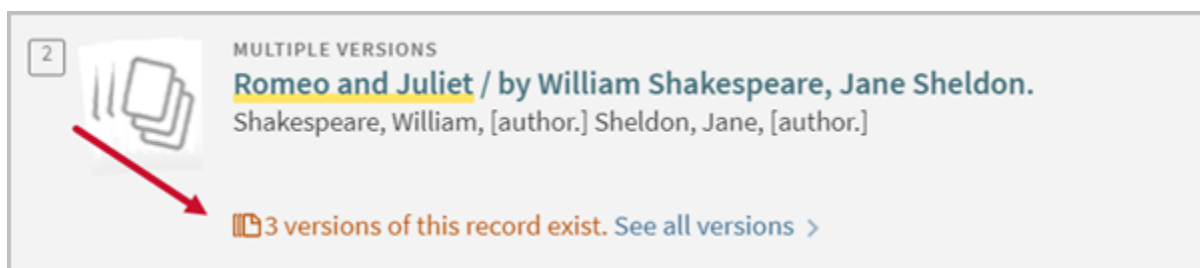 2
MULTIPLE VERSIONS
Romeo and Juliet / by William Shakespeare, Jane Sheldon.
Shakespeare, William, [author.] Sheldon, Jane, [author.]
3 versions of this record exist. See all versions >